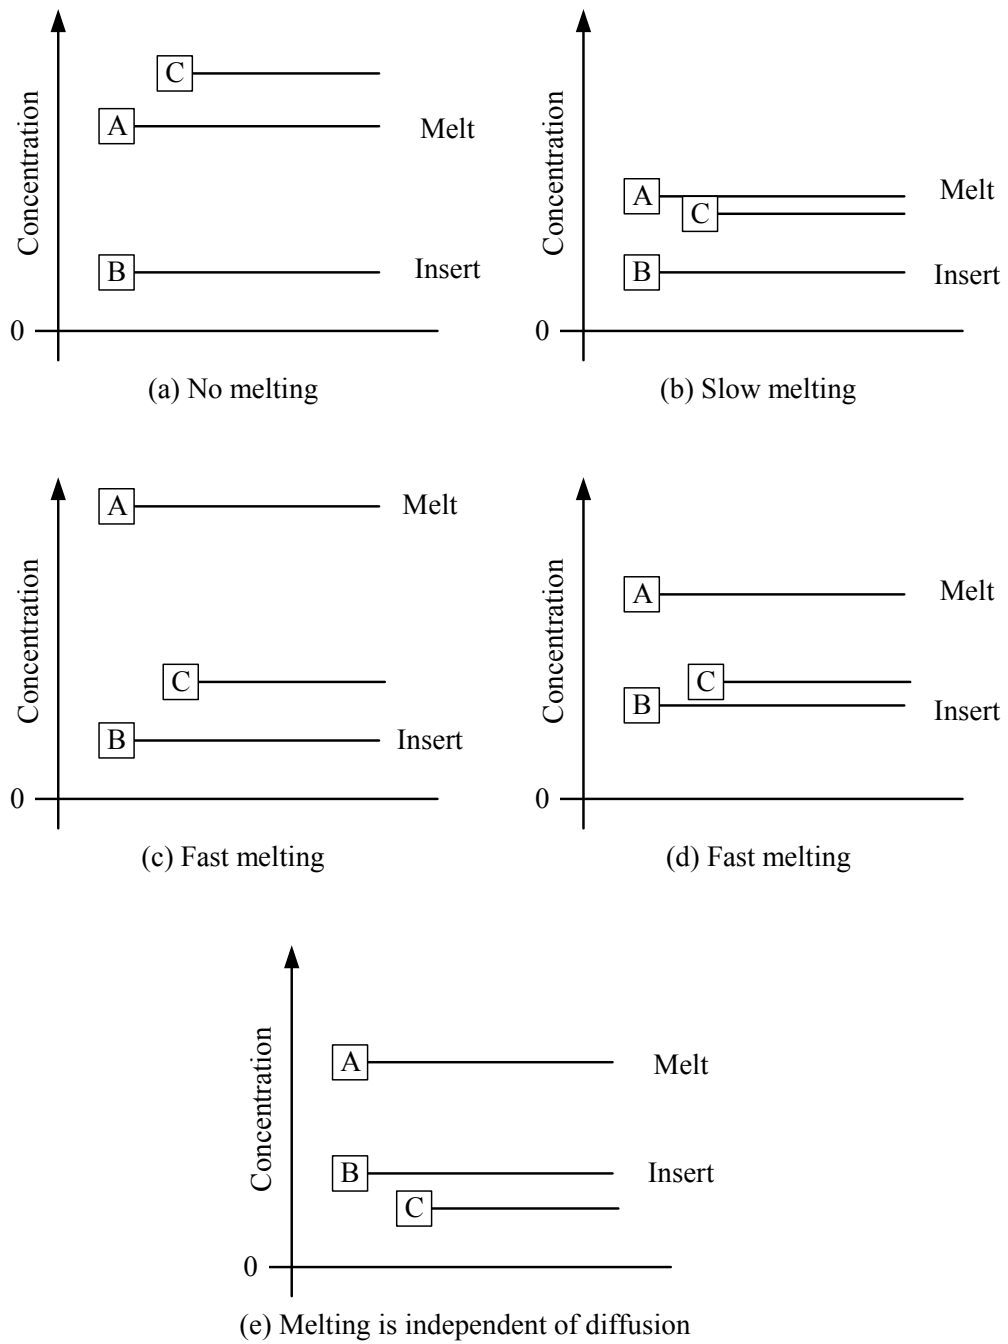 Concentration
C
A
Melt
B
Insert
0
(a) No melting
Concentration
A
Melt
C
B
Insert
0
(b) Slow melting
Concentration
A
Melt
C
B
Insert
0
(c) Fast melting
Concentration
A
Melt
C
B
Insert
0
(d) Fast melting
Concentration
A
Melt
B
Insert
C
0
(e) Melting is independent of diffusion